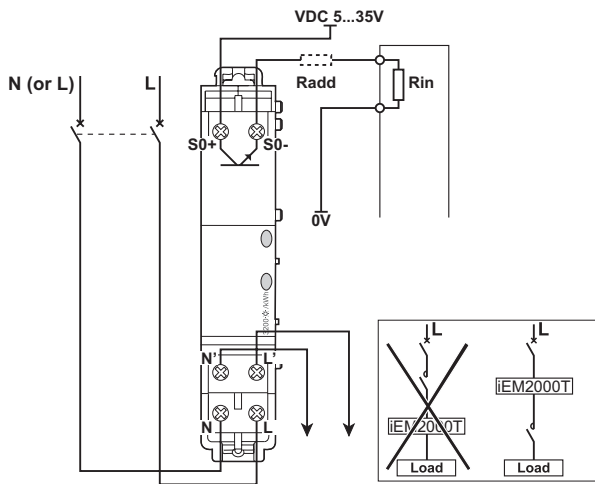 VDC 5...35V
N (or L)
L
Radd
Rin
S0+
S0-
0V
N'
L'
N
L
L
L
iEM2000T
iEM2000T
Load
Load